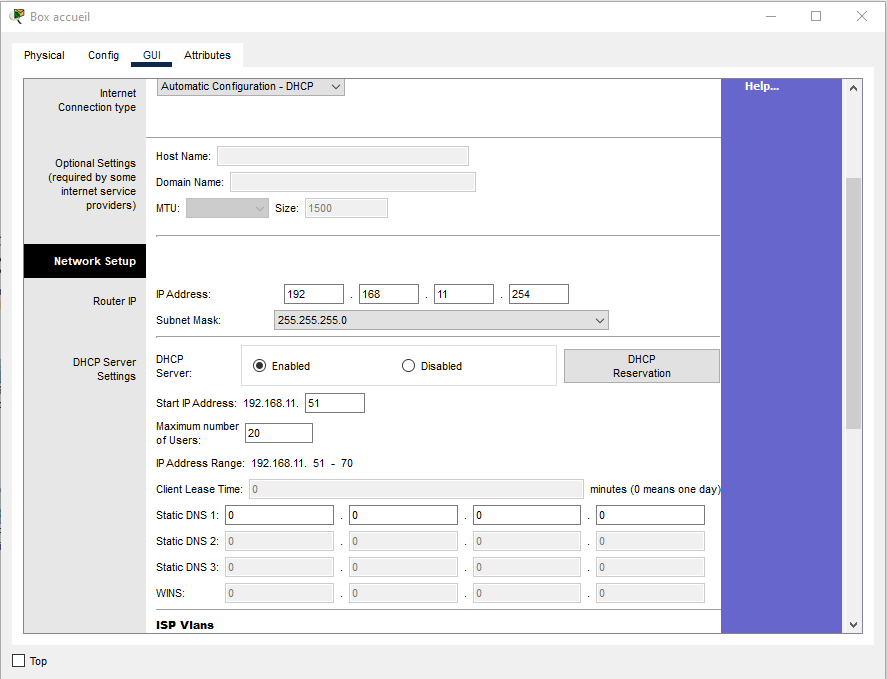 Box accueil
Physical Config GUI Attributes
Internet
Connection type
Automatic Configuration - DHCP
Help...
Optional Settings
(required by some
internet service
providers)
Host Name:
Domain Name:
MTU: Size: 1500
Network Setup
Router IP
IP Address: 192 . 168 . 11 . 254
Subnet Mask: 255.255.255.0
DHCP Server
Settings
DHCP
Server:
Enabled Disabled
DHCP
Reservation
Start IP Address: 192.168.11. 51
Maximum number
of Users:
20
IP Address Range: 192.168.11. 51 - 70
Client Lease Time: 0 minutes (0 means one day)
Static DNS 1: 0 . 0 . 0 . 0
Static DNS 2: 0 . 0 . 0 . 0
Static DNS 3: 0 . 0 . 0 . 0
WINS: 0 . 0 . 0 . 0
ISP Vlans
Top